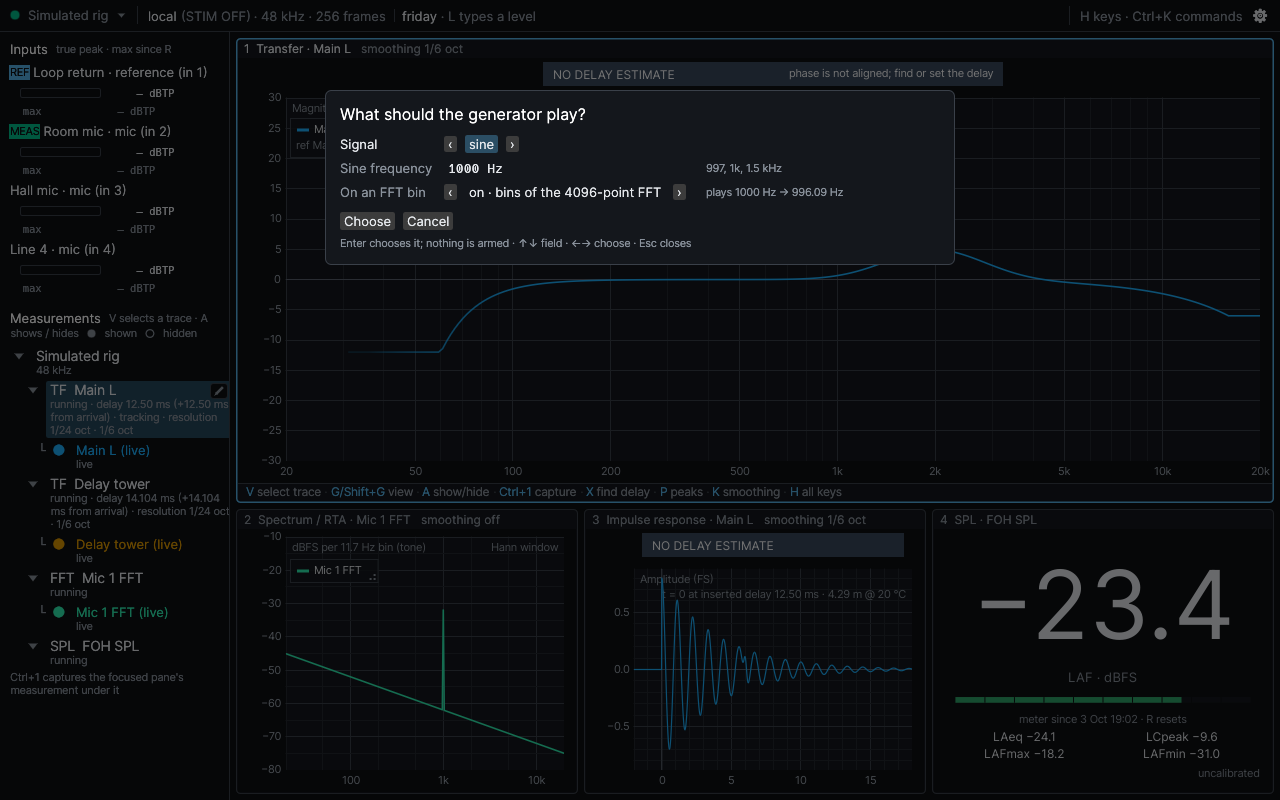 Simulated rig
local (STIM OFF) · 48 kHz · 256 frames
friday · L types a level
H keys · Ctrl+K commands
Inputs true peak · max since R
REF Loop return · reference (in 1)
– dBTP
max – dBTP
MEAS Room mic · mic (in 2)
– dBTP
max – dBTP
Hall mic · mic (in 3)
– dBTP
max – dBTP
Line 4 · mic (in 4)
– dBTP
max – dBTP
Measurements V selects a trace · A
shows / hides shown hidden
Simulated rig
48 kHz
TF Main L
running · delay 12.50 ms (+12.50 ms
from arrival) · tracking · resolution
1/24 oct · 1/6 oct
Main L (live)
live
TF Delay tower
running · delay 14.104 ms (+14.104
ms from arrival) · resolution 1/24 oct
· 1/6 oct
Delay tower (live)
live
FFT Mic 1 FFT
running
Mic 1 FFT (live)
live
SPL FOH SPL
running
Ctrl+1 captures the focused pane's
measurement under it
1 Transfer · Main L smoothing 1/6 oct
NO DELAY ESTIMATE phase is not aligned; find or set the delay
Magnit
Ma
ref Ma
30
25
20
15
10
5
0
−5
−10
−15
−20
−25
−30
20 50 100 200 500 1k 2k 5k 10k 20k
What should the generator play?
Signal ‹ sine ›
Sine frequency 1000 Hz 997, 1k, 1.5 kHz
On an FFT bin ‹ on · bins of the 4096-point FFT › plays 1000 Hz → 996.09 Hz
Choose Cancel
Enter chooses it; nothing is armed · ↑↓ field · ←→ choose · Esc closes
V select trace · G/Shift+G view · A show/hide · Ctrl+1 capture · X find delay · P peaks · K smoothing · H all keys
2 Spectrum / RTA · Mic 1 FFT smoothing off
dBFS per 11.7 Hz bin (tone) Hann window
Mic 1 FFT
−10
−20
−30
−40
−50
−60
−70
−80
100 1k 10k
3 Impulse response · Main L smoothing 1/6 oct
NO DELAY ESTIMATE
Amplitude (FS)
t = 0 at inserted delay 12.50 ms · 4.29 m @ 20 °C
0.5
0.0
−0.5
0 5 10 15
4 SPL · FOH SPL
−23.4
LAF · dBFS
meter since 3 Oct 19:02 · R resets
LAeq −24.1 LCpeak −9.6
LAFmax −18.2 LAFmin −31.0
uncalibrated